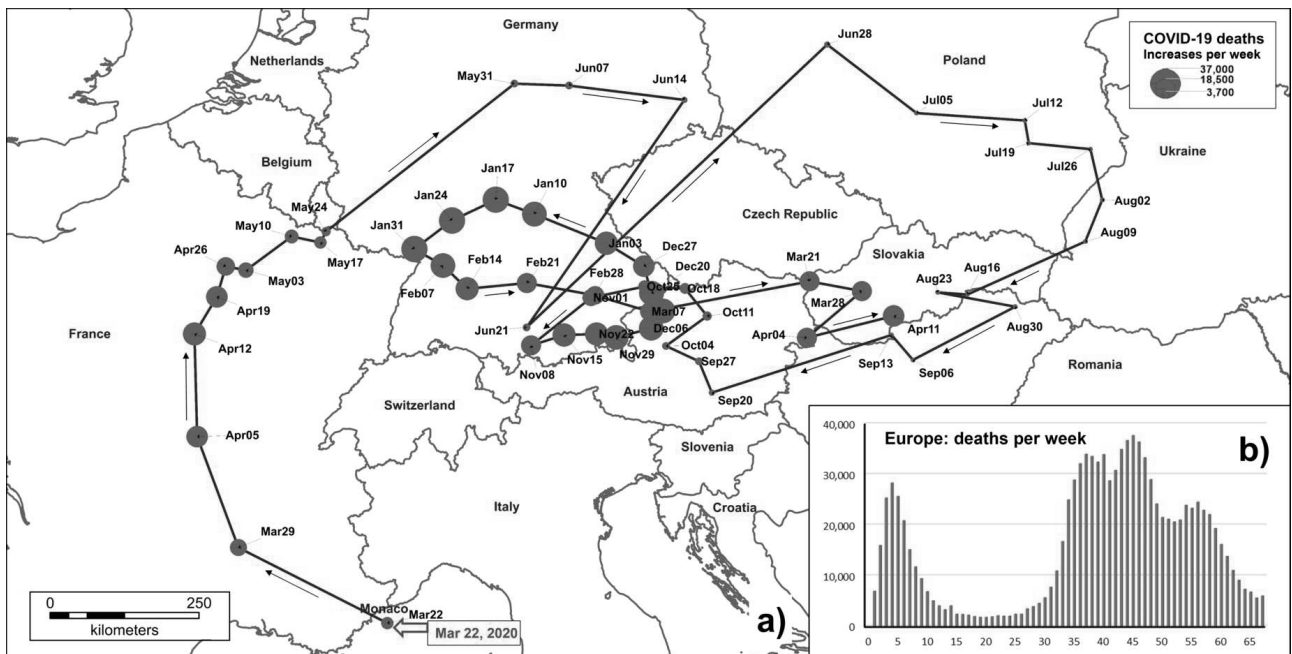 Germany
Netherlands
Jun28
Poland
COVID-19 deaths
Increases per week
37,000
18,500
3,700
May31
Jun07
Jun14
Jul05
Jul12
Jul19
Jul26
Ukraine
Belgium
Jan17
Jan24
Jan10
Aug02
May24
May10
Jan31
Czech Republic
Apr26
May17
Jan03
Dec27
Aug09
May03
Feb14
Feb21
Feb28
Dec20
Mar21
Slovakia
Feb07
Aug23
Aug16
Oct25
Oct18
Apr19
Nov01
Mar28
France
Mar07
Oct11
Aug30
Jun21
Apr12
Nov22
Dec06
Apr04
Apr11
Nov08
Nov15
Nov29
Oct04
Sep27
Sep13
Sep06
Romania
Austria
Sep20
Switzerland
Apr05
Slovenia
Italy
Croatia
Mar29
Monaco
Mar22
Mar 22, 2020
0 250
kilometers
a)
Europe: deaths per week
b)
40,000
30,000
20,000
10,000
0
0 5 10 15 20 25 30 35 40 45 50 55 60 65